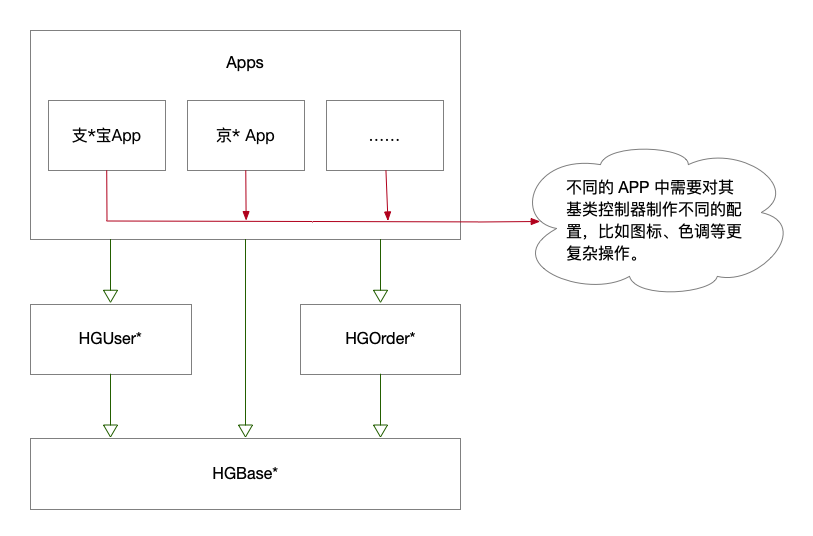 Apps
支*宝App
京* App
……
不同的 APP 中需要对其
基类控制器制作不同的配
置，比如图标、色调等更
复杂操作。
HGUser*
HGOrder*
HGBase*